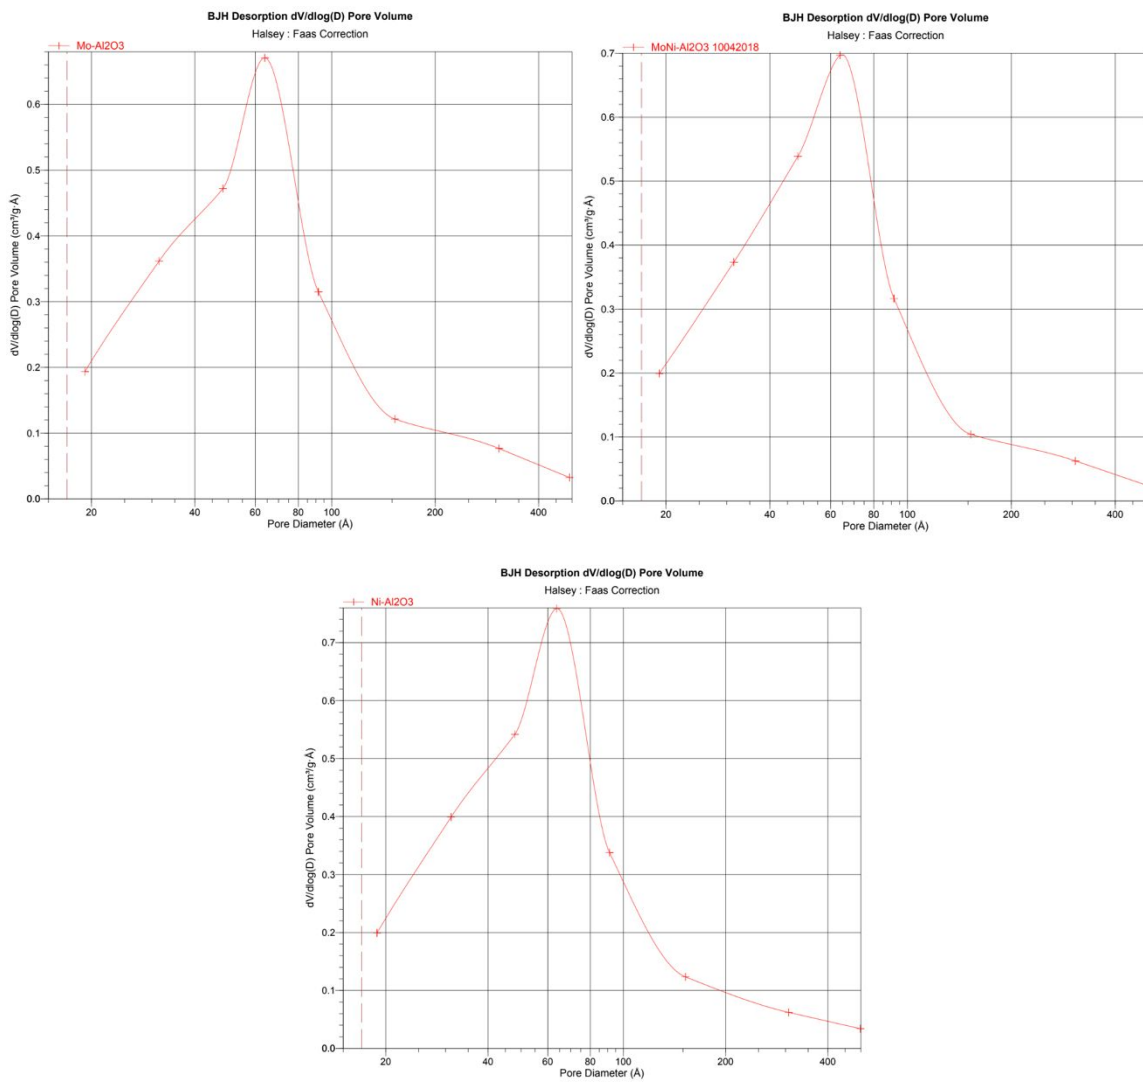 BJH Desorption dV/dlog(D) Pore Volume
Halsey : Faas Correction
Mo-Al2O3
dV/dlog(D) Pore Volume (cm³/g·Å)
0.6
0.5
0.4
0.3
0.2
0.1
0.0
20 40 60 80 100 200 400
Pore Diameter (Å)
BJH Desorption dV/dlog(D) Pore Volume
Halsey : Faas Correction
MoNi-Al2O3 10042018
dV/dlog(D) Pore Volume (cm³/g·Å)
0.7
0.6
0.5
0.4
0.3
0.2
0.1
0.0
20 40 60 80 100 200 400
Pore Diameter (Å)
BJH Desorption dV/dlog(D) Pore Volume
Halsey : Faas Correction
Ni-Al2O3
dV/dlog(D) Pore Volume (cm³/g·Å)
0.7
0.6
0.5
0.4
0.3
0.2
0.1
0.0
20 40 60 80 100 200 400
Pore Diameter (Å)